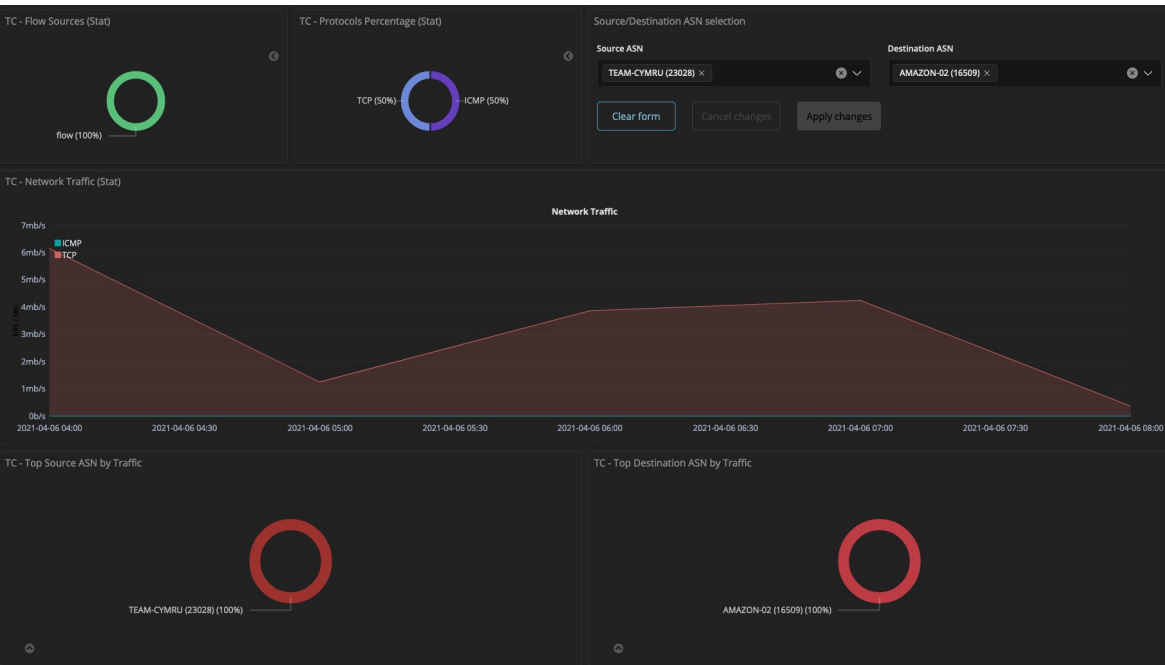 TC - Flow Sources (Stat)
flow (100%)
TC - Protocols Percentage (Stat)
TCP (50%)
ICMP (50%)
Source/Destination ASN selection
Source ASN
TEAM-CYMRU (23028) ×
Destination ASN
AMAZON-02 (16509) ×
Clear form
Cancel changes
Apply changes
TC - Network Traffic (Stat)
Network Traffic
bits / sec
7mb/s
6mb/s
5mb/s
4mb/s
3mb/s
2mb/s
1mb/s
0b/s
ICMP
TCP
2021-04-06 04:00
2021-04-06 04:30
2021-04-06 05:00
2021-04-06 05:30
2021-04-06 06:00
2021-04-06 06:30
2021-04-06 07:00
2021-04-06 07:30
2021-04-06 08:00
TC - Top Source ASN by Traffic
TEAM-CYMRU (23028) (100%)
TC - Top Destination ASN by Traffic
AMAZON-02 (16509) (100%)